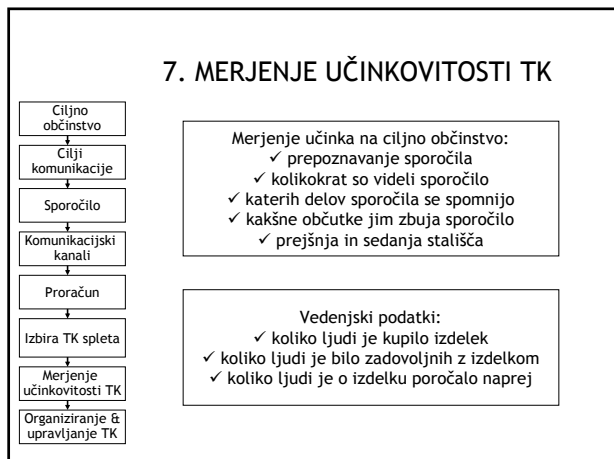 7. MERJENJE UČINKOVITOSTI TK
Ciljno
občinstvo
Cilji
komunikacije
Sporočilo
Komunikacijski
kanali
Proračun
Izbira TK spleta
Merjenje
učinkovitosti TK
Organiziranje &
upravljanje TK
Merjenje učinka na ciljno občinstvo:
✓ prepoznavanje sporočila
✓ kolikokrat so videli sporočilo
✓ katerih delov sporočila se spomnijo
✓ kakšne občutke jim zbuja sporočilo
✓ prejšnja in sedanja stališča
Vedenjski podatki:
✓ koliko ljudi je kupilo izdelek
✓ koliko ljudi je bilo zadovoljnih z izdelkom
✓ koliko ljudi je o izdelku poročalo naprej